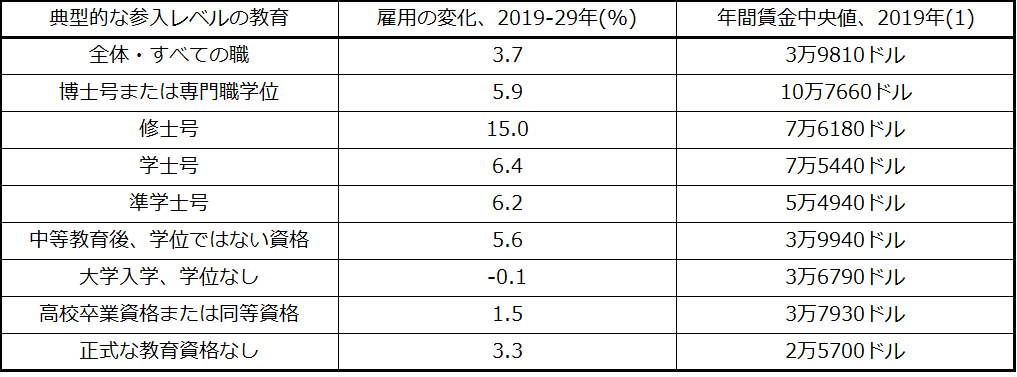 典型的な参入レベルの教育 雇用の変化、2019-29年(%) 年間賃金中央値、2019年(1)
全体・すべての職 3.7 3万9810ドル
博士号または専門職学位 5.9 10万7660ドル
修士号 15.0 7万6180ドル
学士号 6.4 7万5440ドル
準学士号 6.2 5万4940ドル
中等教育後、学位ではない資格 5.6 3万9940ドル
大学入学、学位なし -0.1 3万6790ドル
高校卒業資格または同等資格 1.5 3万7930ドル
正式な教育資格なし 3.3 2万5700ドル